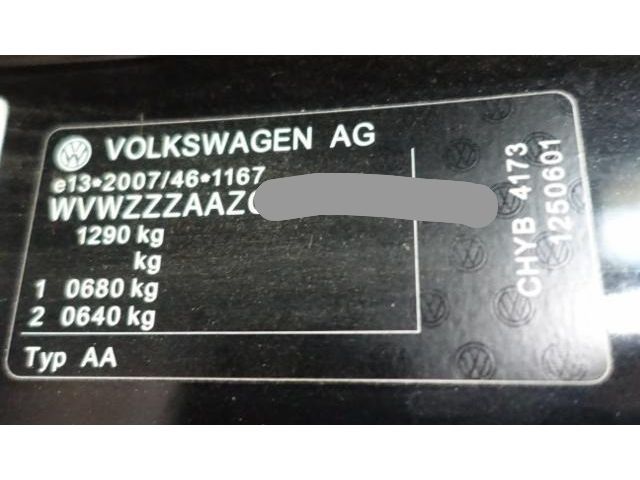 VOLKSWAGEN AG
e13*2007/46*1167
WVWZZZAAZ
1290 kg
kg
1 0680 kg
2 0640 kg
Typ AA
CHYB 4173
1250601